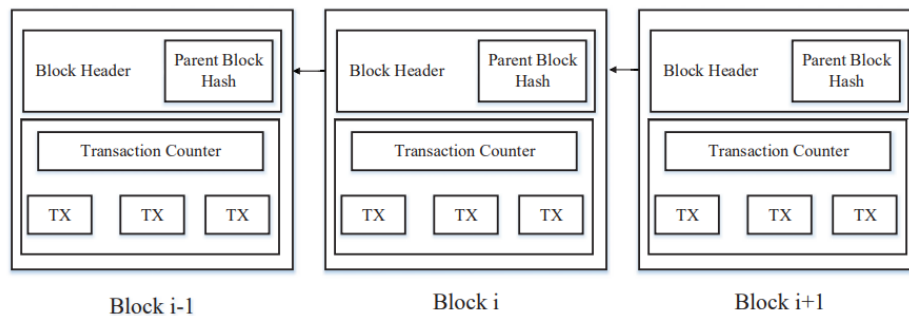 Block Header
Parent Block
Hash
Transaction Counter
TX TX TX
Block i-1
Block Header
Parent Block
Hash
Transaction Counter
TX TX TX
Block i
Block Header
Parent Block
Hash
Transaction Counter
TX TX TX
Block i+1